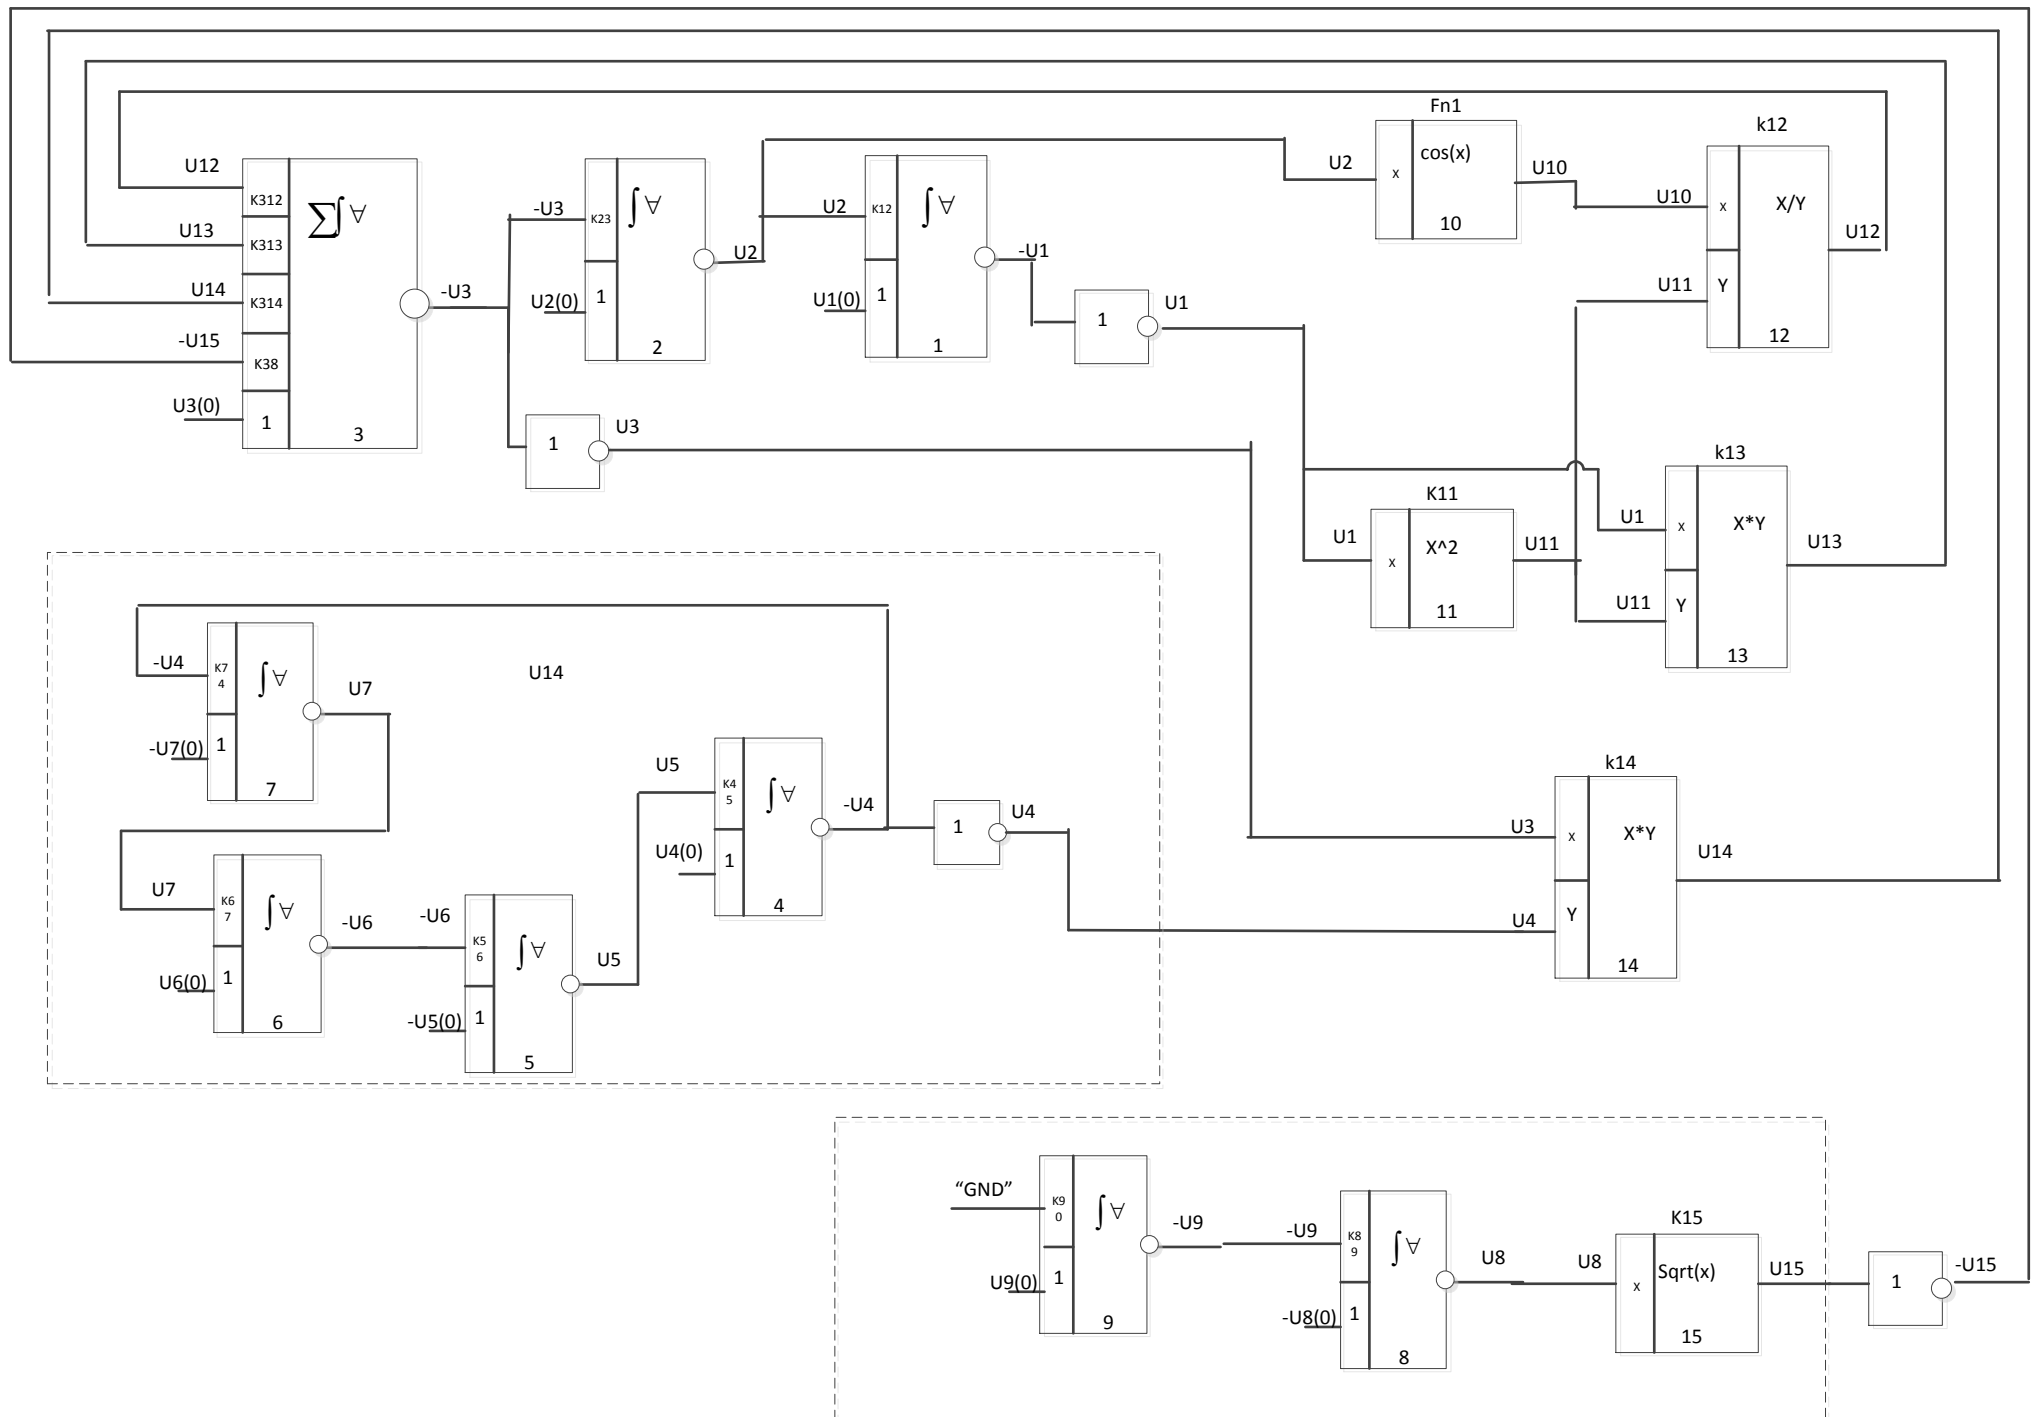 Fn1
k12
U12
K312
∑∫ ∀
U13
K313
U14
K314
-U15
K38
U3(0)
1
3
-U3
-U3
K23
∫ ∀
U2(0)
1
2
U2
U2
K12
∫ ∀
U1(0)
1
1
-U1
1
U1
U2
x
cos(x)
10
U10
U10
x
X/Y
U11
Y
12
U12
1
U3
k13
K11
U1
x
X^2
11
U11
U1
x
X*Y
U11
Y
13
U13
-U4
K7
4
∫ ∀
-U7(0)
1
7
U7
U14
U5
K4
5
∫ ∀
U4(0)
1
4
-U4
1
U4
k14
U3
x
X*Y
U4
Y
14
U14
U7
K6
7
∫ ∀
U6(0)
1
6
-U6
-U6
K5
6
∫ ∀
-U5(0)
1
5
U5
“GND”
K9
0
∫ ∀
U9(0)
1
9
-U9
-U9
K8
9
∫ ∀
-U8(0)
1
8
U8
U8
K15
x
Sqrt(x)
15
U15
1
-U15